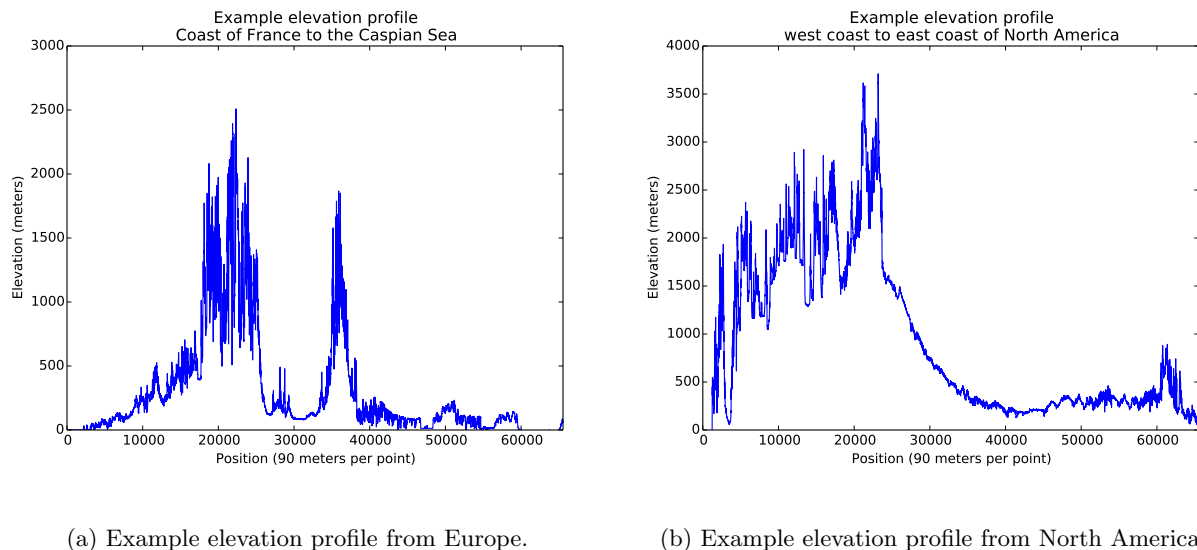 Example elevation profile
Coast of France to the Caspian Sea
3000
2500
2000
1500
1000
500
0
Elevation (meters)
0 10000 20000 30000 40000 50000 60000
Position (90 meters per point)
(a) Example elevation profile from Europe.
Example elevation profile
west coast to east coast of North America
4000
3500
3000
2500
2000
1500
1000
500
0
Elevation (meters)
0 10000 20000 30000 40000 50000 60000
Position (90 meters per point)
(b) Example elevation profile from North America